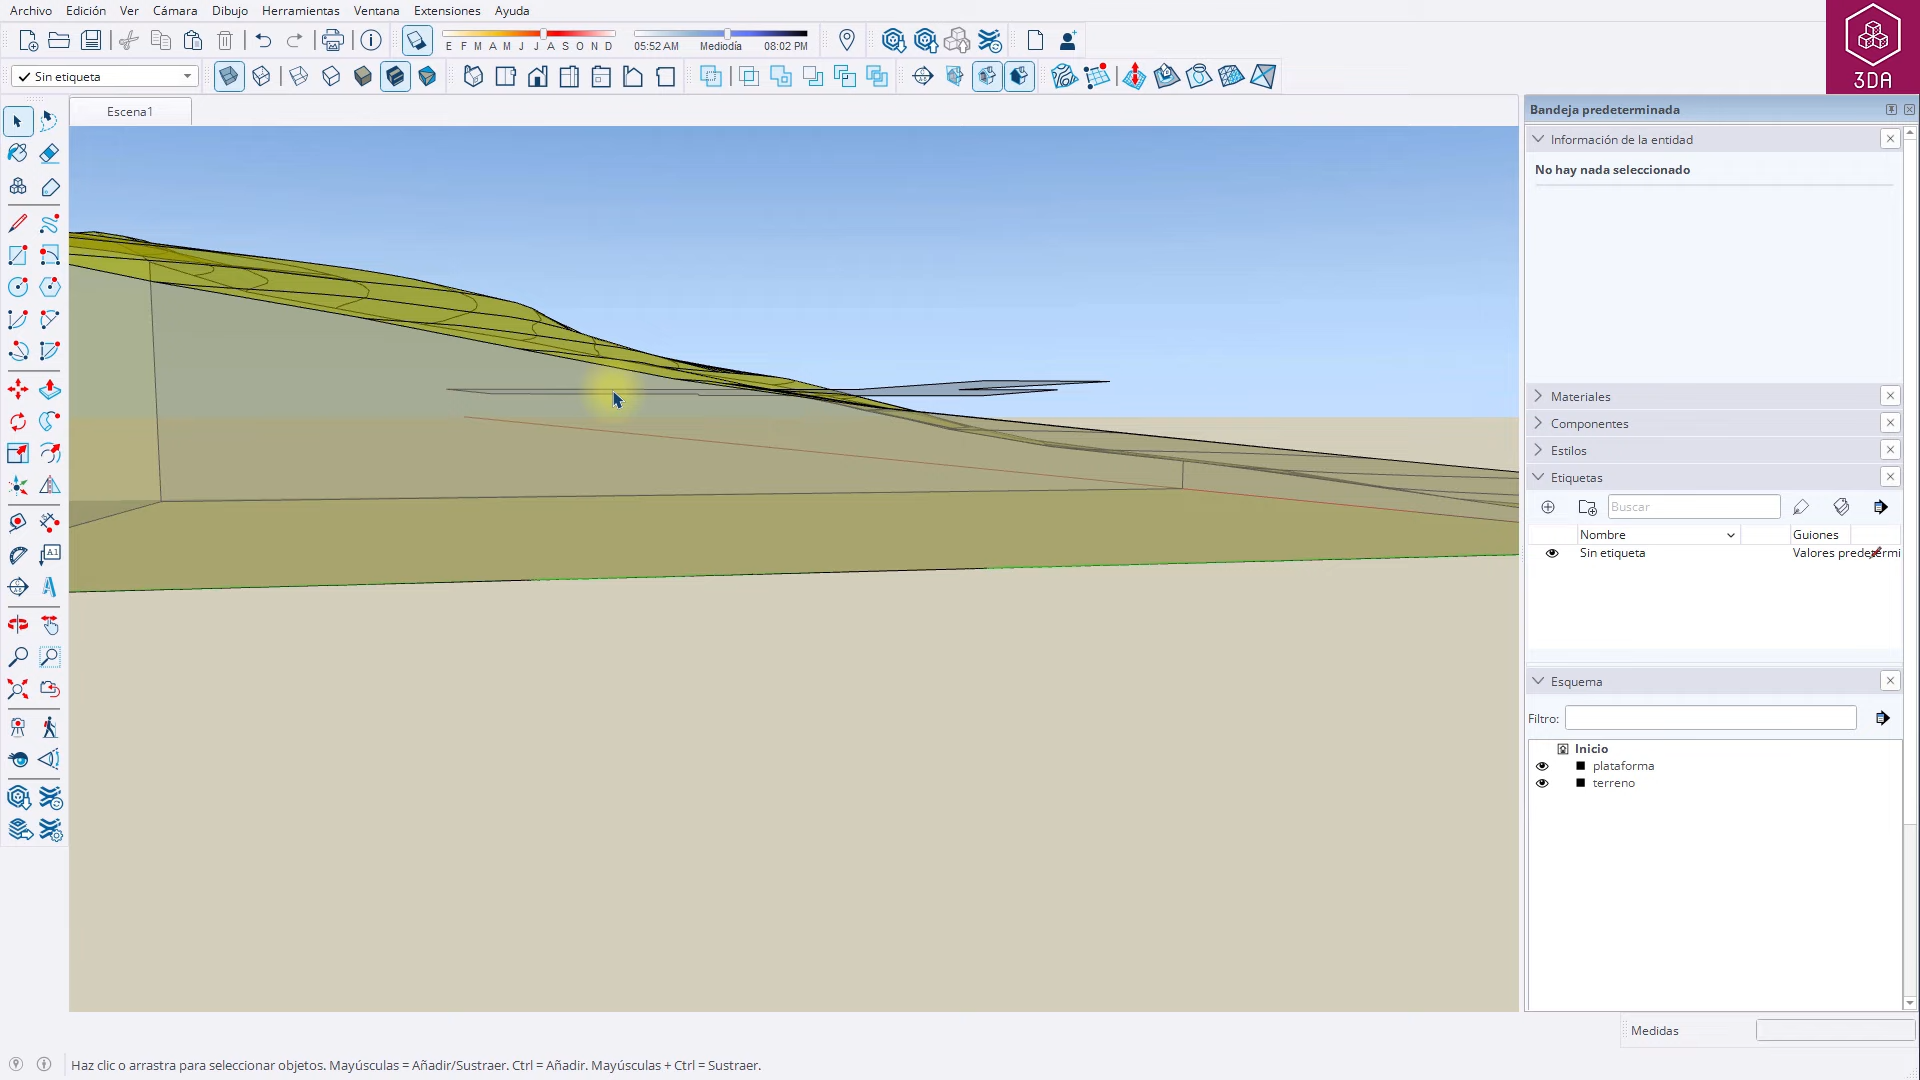 Archivo Edición Ver Cámara Dibujo Herramientas Ventana Extensiones Ayuda
E F M A M J J A S O N D
05:52 AM Mediodía 08:02 PM
3DA
Sin etiqueta
Escena1
Bandeja predeterminada
Información de la entidad
No hay nada seleccionado
Materiales
Componentes
Estilos
Etiquetas
Buscar
Nombre Guiones
Sin etiqueta Valores predetermi
Esquema
Filtro:
Inicio
plataforma
terreno
A1
A
Medidas
Haz clic o arrastra para seleccionar objetos. Mayúsculas = Añadir/Sustraer. Ctrl = Añadir. Mayúsculas + Ctrl = Sustraer.